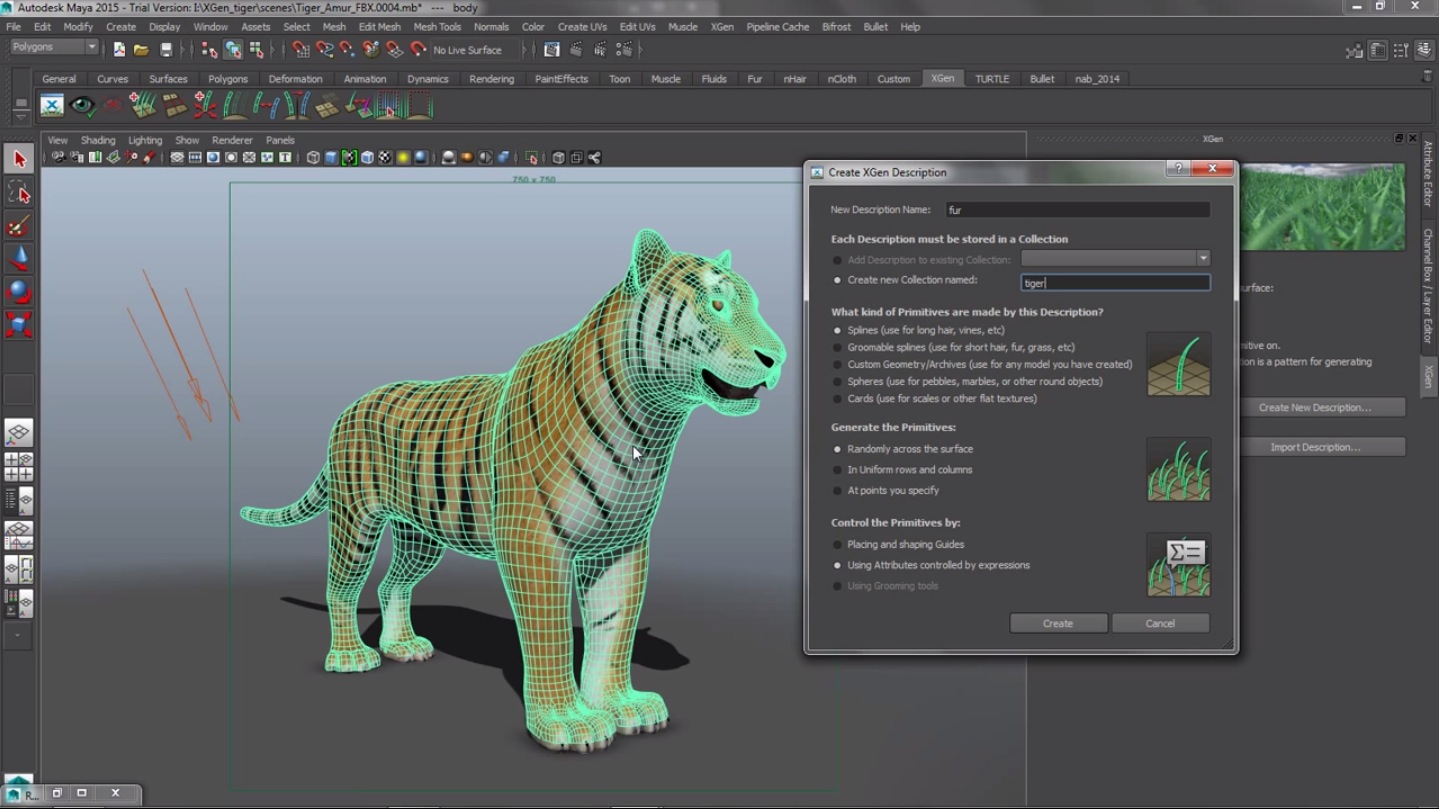 Autodesk Maya 2015 - Trial Version: I:\XGen_tiger\scenes\Tiger_Amur_FBX.0004.mb* --- body
File Edit Modify Create Display Window Assets Select Mesh Edit Mesh Mesh Tools Normals Color Create UVs Edit UVs Muscle XGen Pipeline Cache Bifrost Bullet Help
Polygons
No Live Surface
General Curves Surfaces Polygons Deformation Animation Dynamics Rendering PaintEffects Toon Muscle Fluids Fur nHair nCloth Custom XGen TURTLE Bullet nab_2014
View Shading Lighting Show Renderer Panels
XGen
750 x 750
Create XGen Description
New Description Name: fur
Each Description must be stored in a Collection
Add Description to existing Collection:
Create new Collection named: tiger
What kind of Primitives are made by this Description?
Splines (use for long hair, vines, etc)
Groomable splines (use for short hair, fur, grass, etc)
Custom Geometry/Archives (use for any model you have created)
Spheres (use for pebbles, marbles, or other round objects)
Cards (use for scales or other flat textures)
Generate the Primitives:
Randomly across the surface
In Uniform rows and columns
At points you specify
Control the Primitives by:
Placing and shaping Guides
Using Attributes controlled by expressions
Using Grooming tools
Create Cancel
surface:
mitive on.
ion is a pattern for generating
Create New Description...
Import Description...
Attribute Editor
Channel Box / Layer Editor
XGen
R...